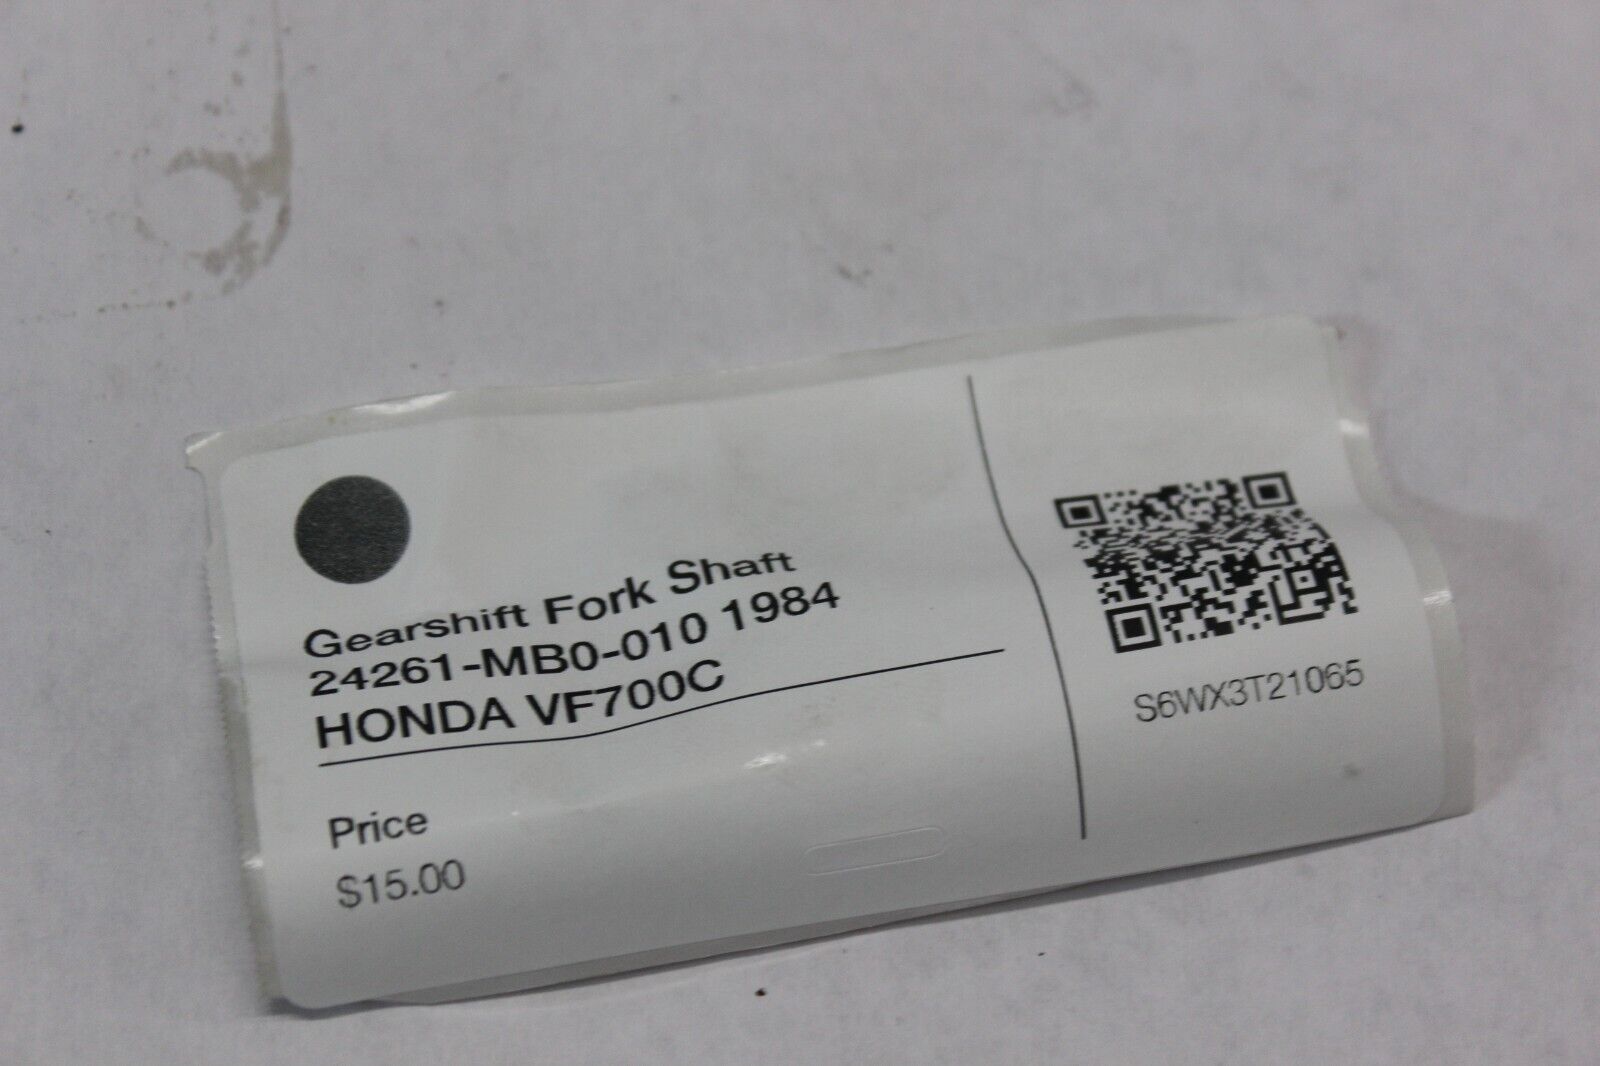 Gearshift Fork Shaft
24261-MB0-010 1984
HONDA VF700C
Price
$15.00
S6WX3T21065